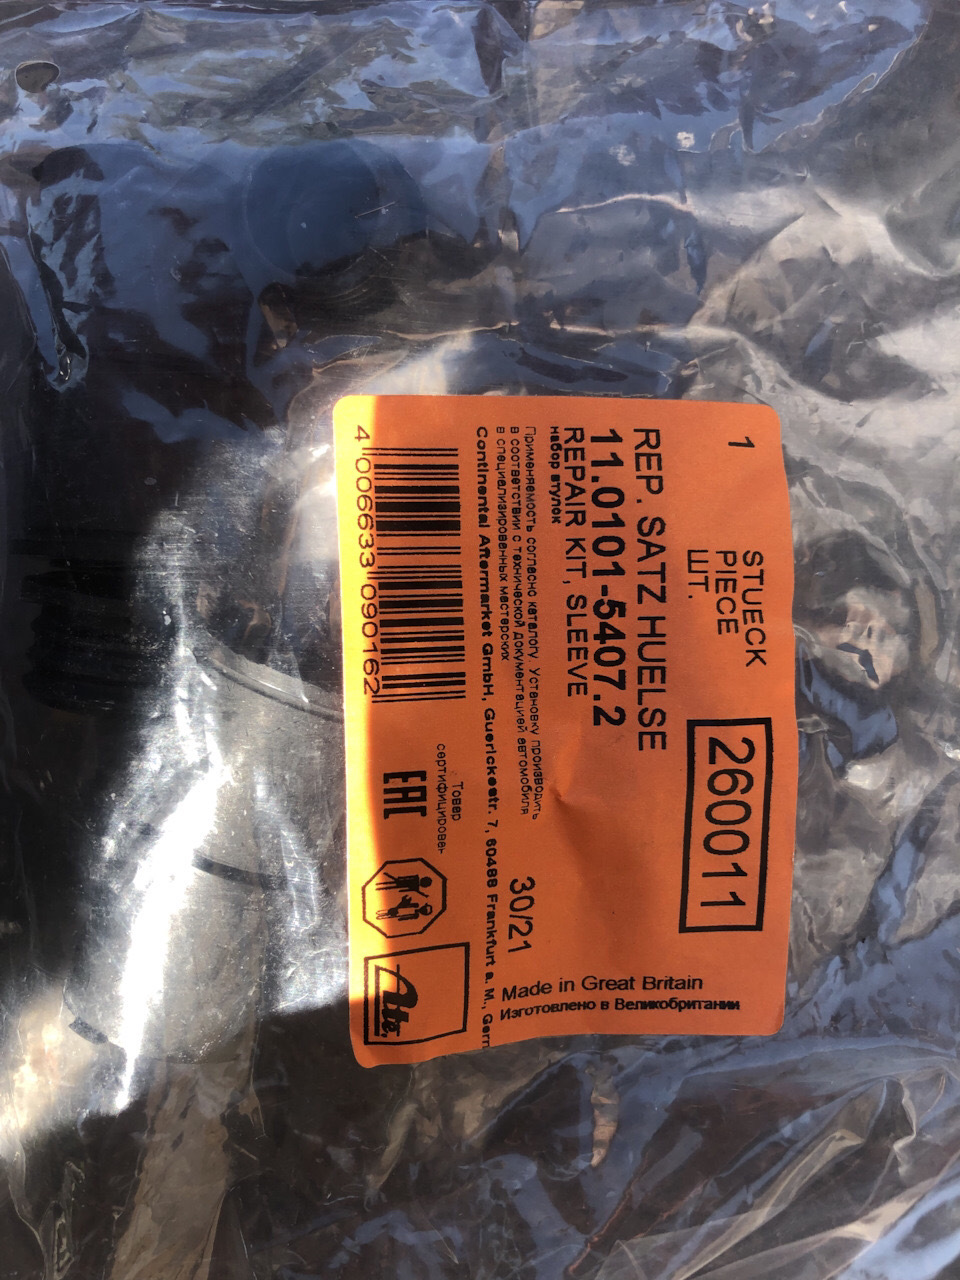 1
STUECK
PIECE
ШТ.
260011
REP. SATZ HUELSE
11.0101-5407.2
REPAIR KIT, SLEEVE
набор втулок
Применяемость согласно каталогу Установку производить
в соответствии с технической документацией автомобиля
в специализированных мастерских
30/21
Made in Great Britain
Изготовлено в Великобритании
Continental Aftermarket GmbH, Guerickestr. 7, 60488 Frankfurt a. M., Germ
4 006633 090162
Товар
сертифицирован
EAC
Ate